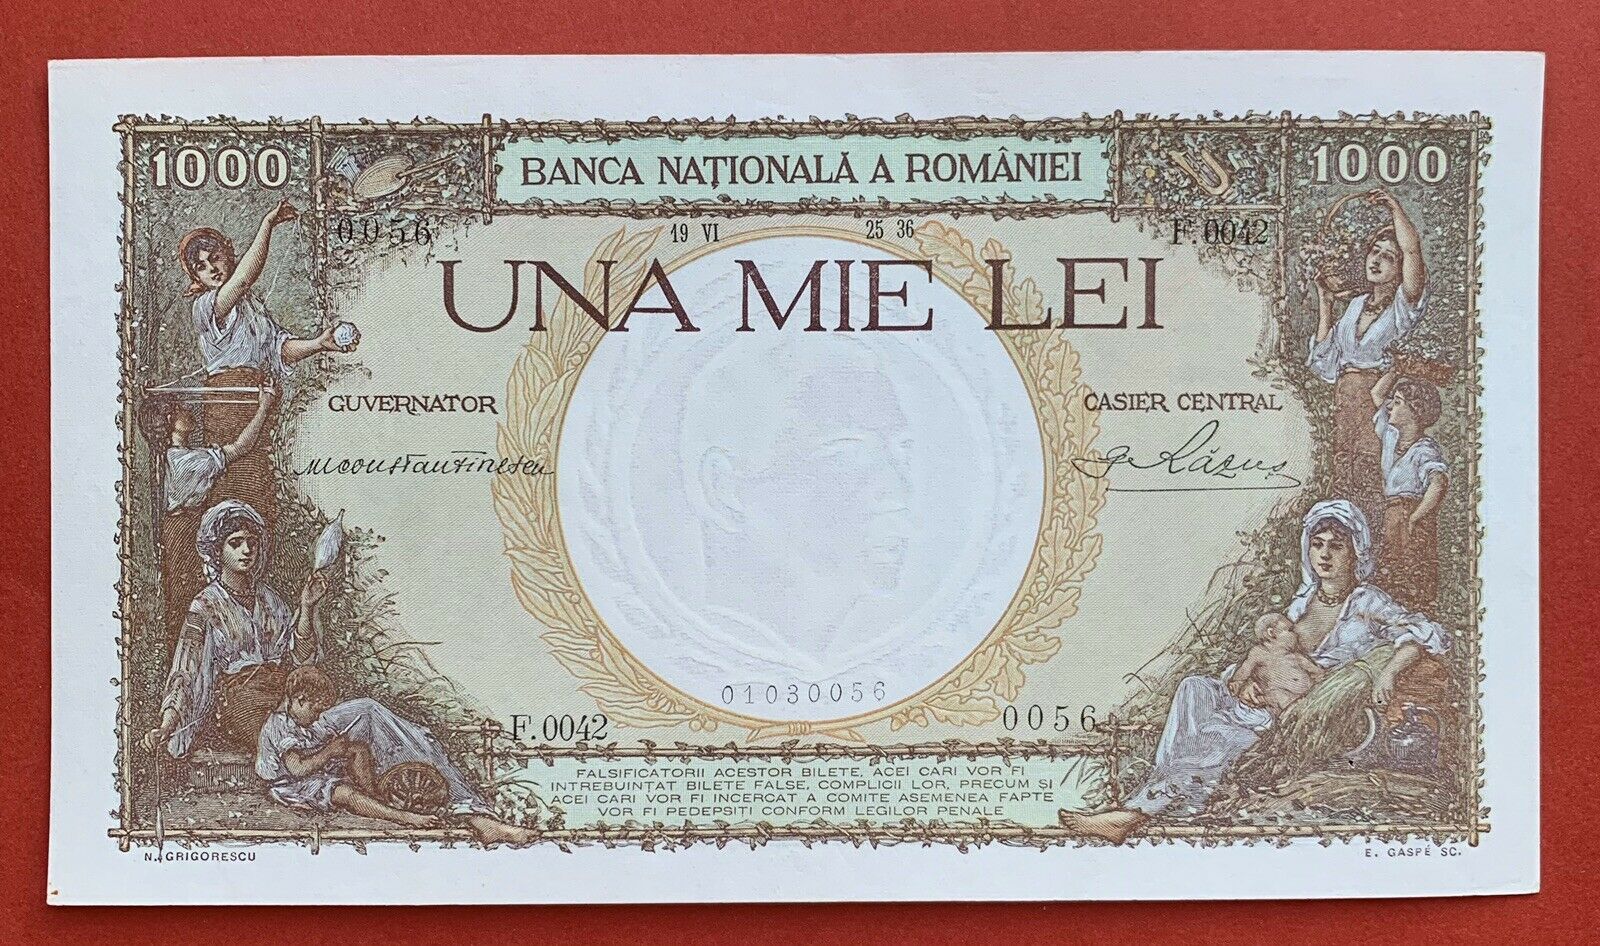 1000
BANCA NAȚIONALĂ A ROMÂNIEI
1000
0056
19 VI 25 36
F.0042
UNA MIE LEI
GUVERNATOR
CASIER CENTRAL
M Constantinescu
Răzuș
01030056
F.0042
0056
FALSIFICATORII ACESTOR BILETE, ACEI CARI VOR FI
INTREBUINȚAT BILETE FALSE, COMPLICII LOR, PRECUM ȘI
ACEI CARI VOR FI INCERCAT A COMITE ASEMENEA FAPTE
VOR FI PEDEPSIȚI CONFORM LEGILOR PENALE
N. GRIGORESCU
E. GASPÉ SC.